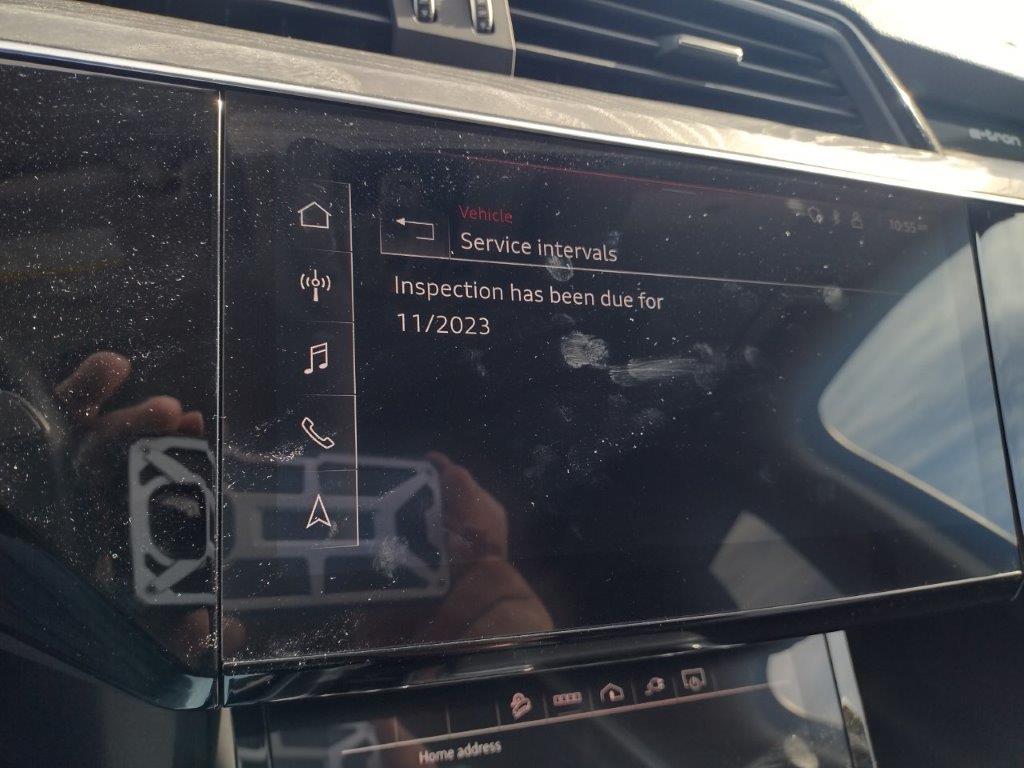 e-tron
Vehicle
10:55
Service intervals
Inspection has been due for
11/2023
Home address